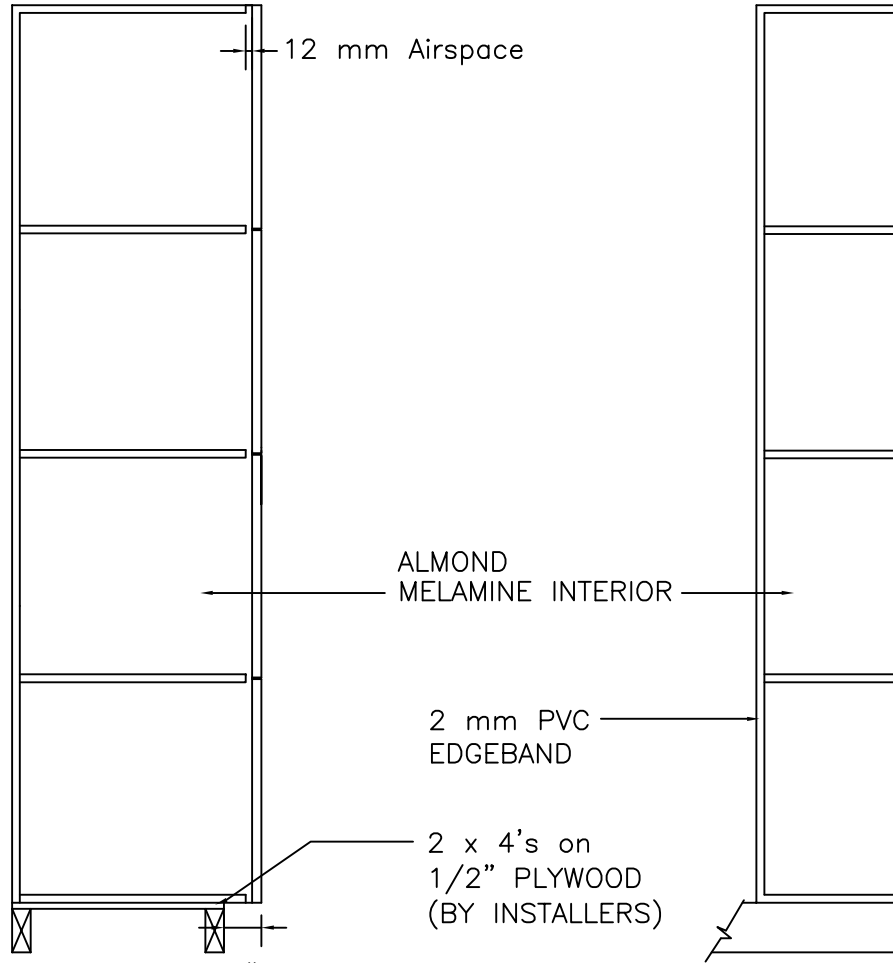 12 mm Airspace
ALMOND
MELAMINE INTERIOR
2 mm PVC
EDGEBAND
2 x 4's on
1/2" PLYWOOD
(BY INSTALLERS)